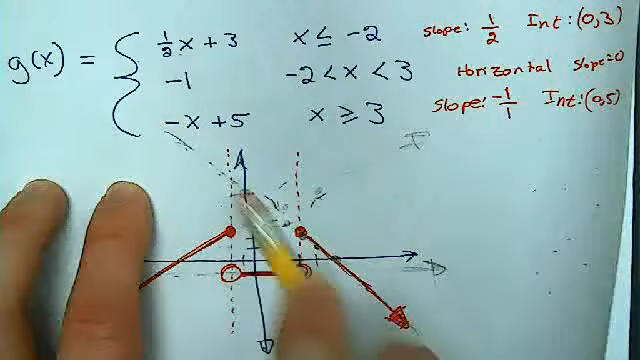 g(x) = { ½x + 3    x ≤ -2
-1    -2 < x < 3
-x + 5    x ≥ 3
Slope: 1/2  Int: (0,3)
Horizontal  slope=0
Slope: -1/1  Int: (0,5)